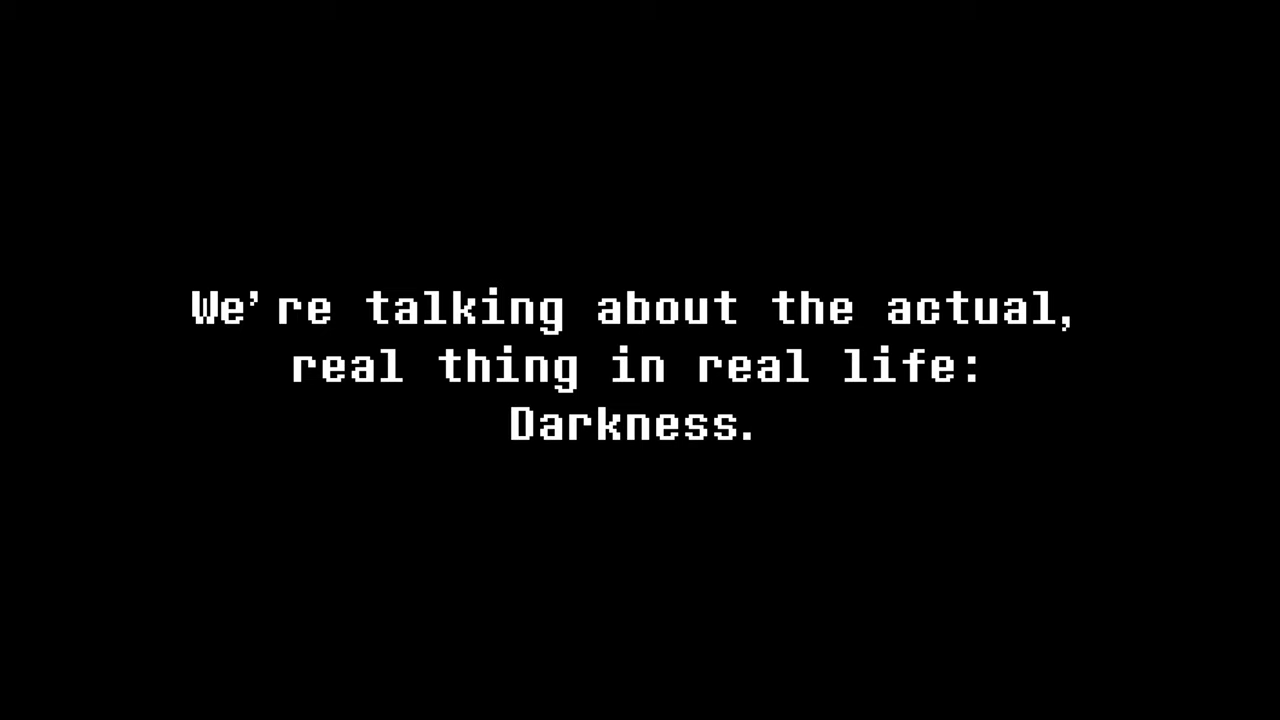 We're talking about the actual,
real thing in real life:
Darkness.